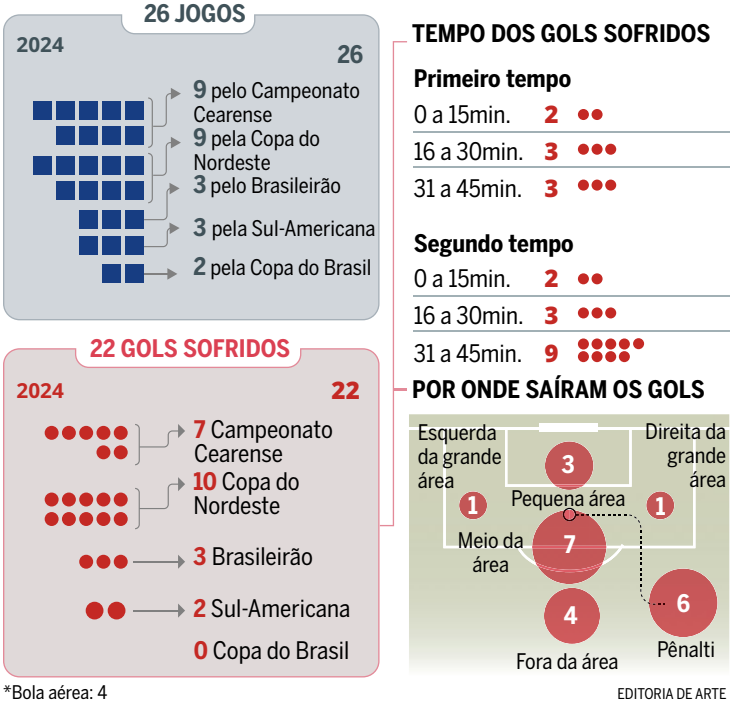 26 JOGOS
2024
26
9 pelo Campeonato
Cearense
9 pela Copa do
Nordeste
3 pelo Brasileirão
3 pela Sul-Americana
2 pela Copa do Brasil
22 GOLS SOFRIDOS
2024
22
7 Campeonato
Cearense
10 Copa do
Nordeste
3 Brasileirão
2 Sul-Americana
0 Copa do Brasil
*Bola aérea: 4
TEMPO DOS GOLS SOFRIDOS
Primeiro tempo
0 a 15min. 2
16 a 30min. 3
31 a 45min. 3
Segundo tempo
0 a 15min. 2
16 a 30min. 3
31 a 45min. 9
POR ONDE SAÍRAM OS GOLS
Esquerda
da grande
área
1
3
Pequena área
Direita da
grande
área
1
Meio da
área
7
4
Fora da área
6
Pênalti
EDITORIA DE ARTE